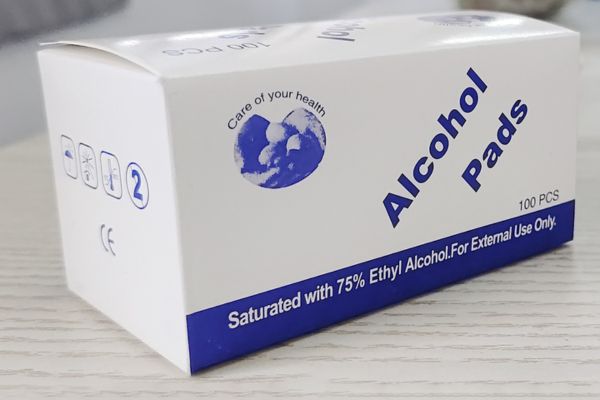 100 PCS
Alcohol
Care of your health
Alcohol
Pads
100 PCS
Saturated with 75% Ethyl Alcohol.For External Use Only.
2
CE